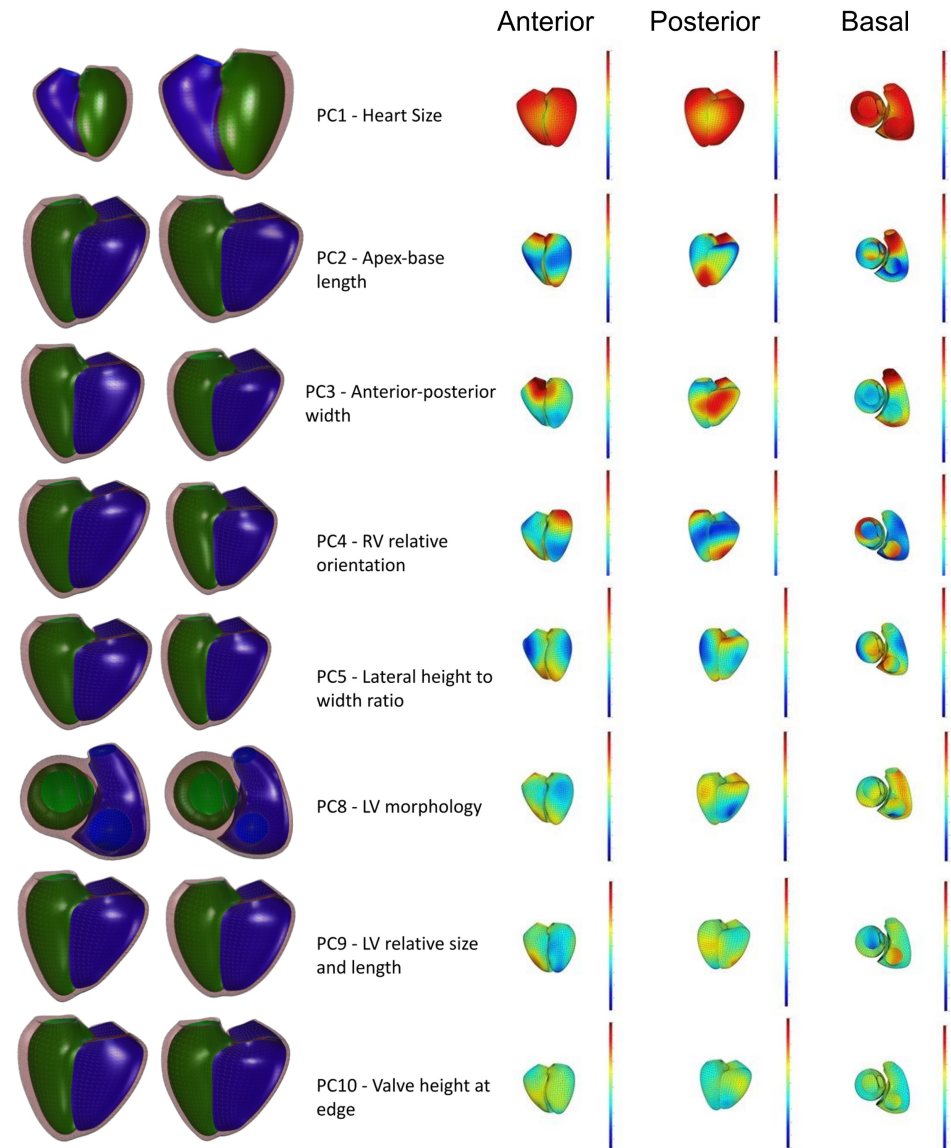 Anterior Posterior Basal
PC1 - Heart Size
PC2 - Apex-base
length
PC3 - Anterior-posterior
width
PC4 - RV relative
orientation
PC5 - Lateral height to
width ratio
PC8 - LV morphology
PC9 - LV relative size
and length
PC10 - Valve height at
edge